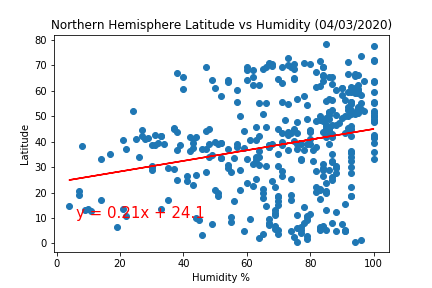 Northern Hemisphere Latitude vs Humidity (04/03/2020)
80
70
60
50
40
30
20
10
0
Latitude
y = 0.21x + 24.1
0 20 40 60 80 100
Humidity %